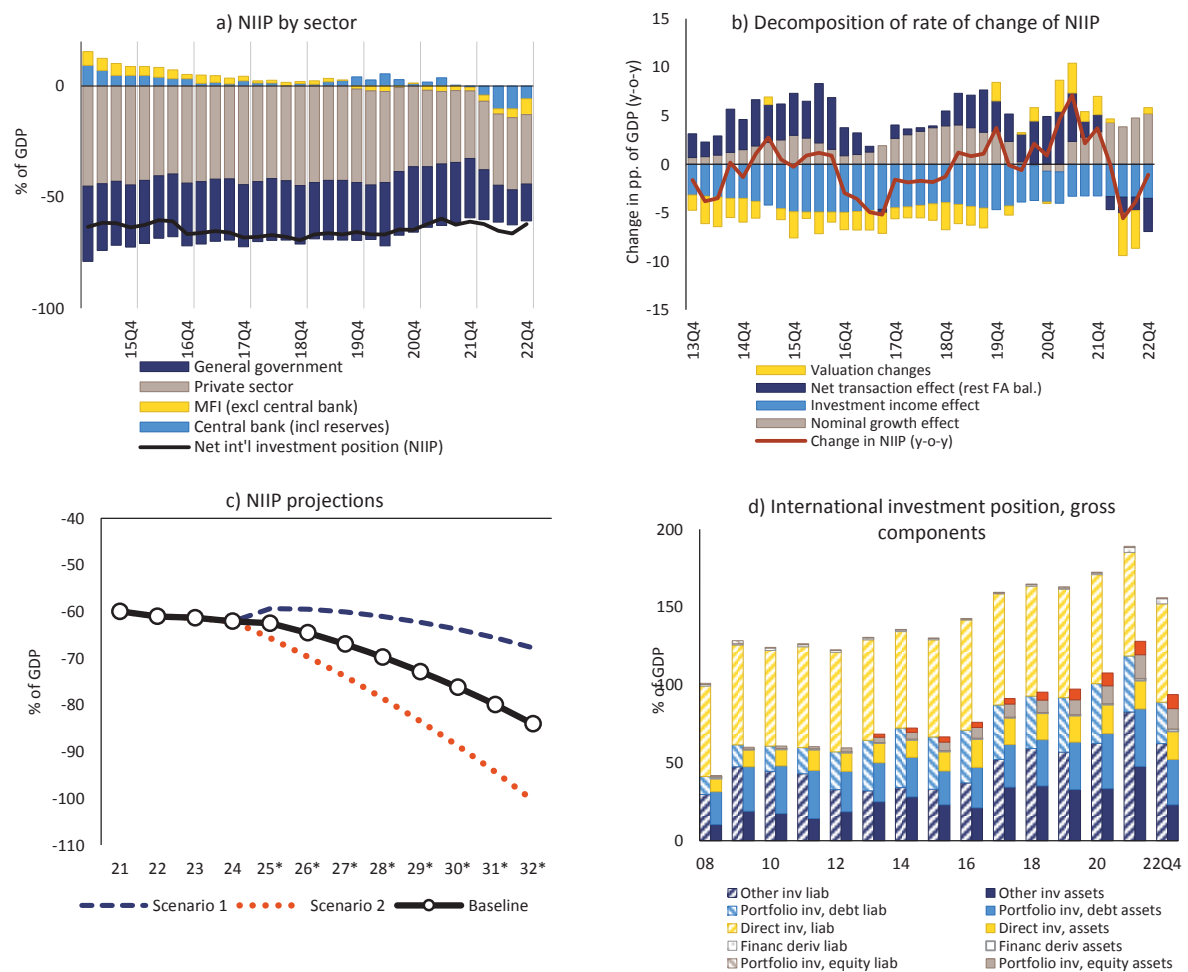 a) NIIP by sector
0
-50
-100
% of GDP
15Q4
16Q4
17Q4
18Q4
19Q4
20Q4
21Q4
22Q4
General government
Private sector
MFI (excl central bank)
Central bank (incl reserves)
Net int'l investment position (NIIP)
b) Decomposition of rate of change of NIIP
15
10
5
0
-5
-10
-15
Change in pp. of GDP (y-o-y)
13Q4
14Q4
15Q4
16Q4
17Q4
18Q4
19Q4
20Q4
21Q4
22Q4
Valuation changes
Net transaction effect (rest FA bal.)
Investment income effect
Nominal growth effect
Change in NIIP (y-o-y)
c) NIIP projections
-40
-50
-60
-70
-80
-90
-100
-110
% of GDP
21 22 23 24 25* 26* 27* 28* 29* 30* 31* 32*
Scenario 1 Scenario 2 Baseline
d) International investment position, gross
components
200
150
100
50
0
% of GDP
08 10 12 14 16 18 20 22Q4
Other inv liab Other inv assets
Portfolio inv, debt liab Portfolio inv, debt assets
Direct inv, liab Direct inv, assets
Financ deriv liab Financ deriv assets
Portfolio inv, equity liab Portfolio inv, equity assets